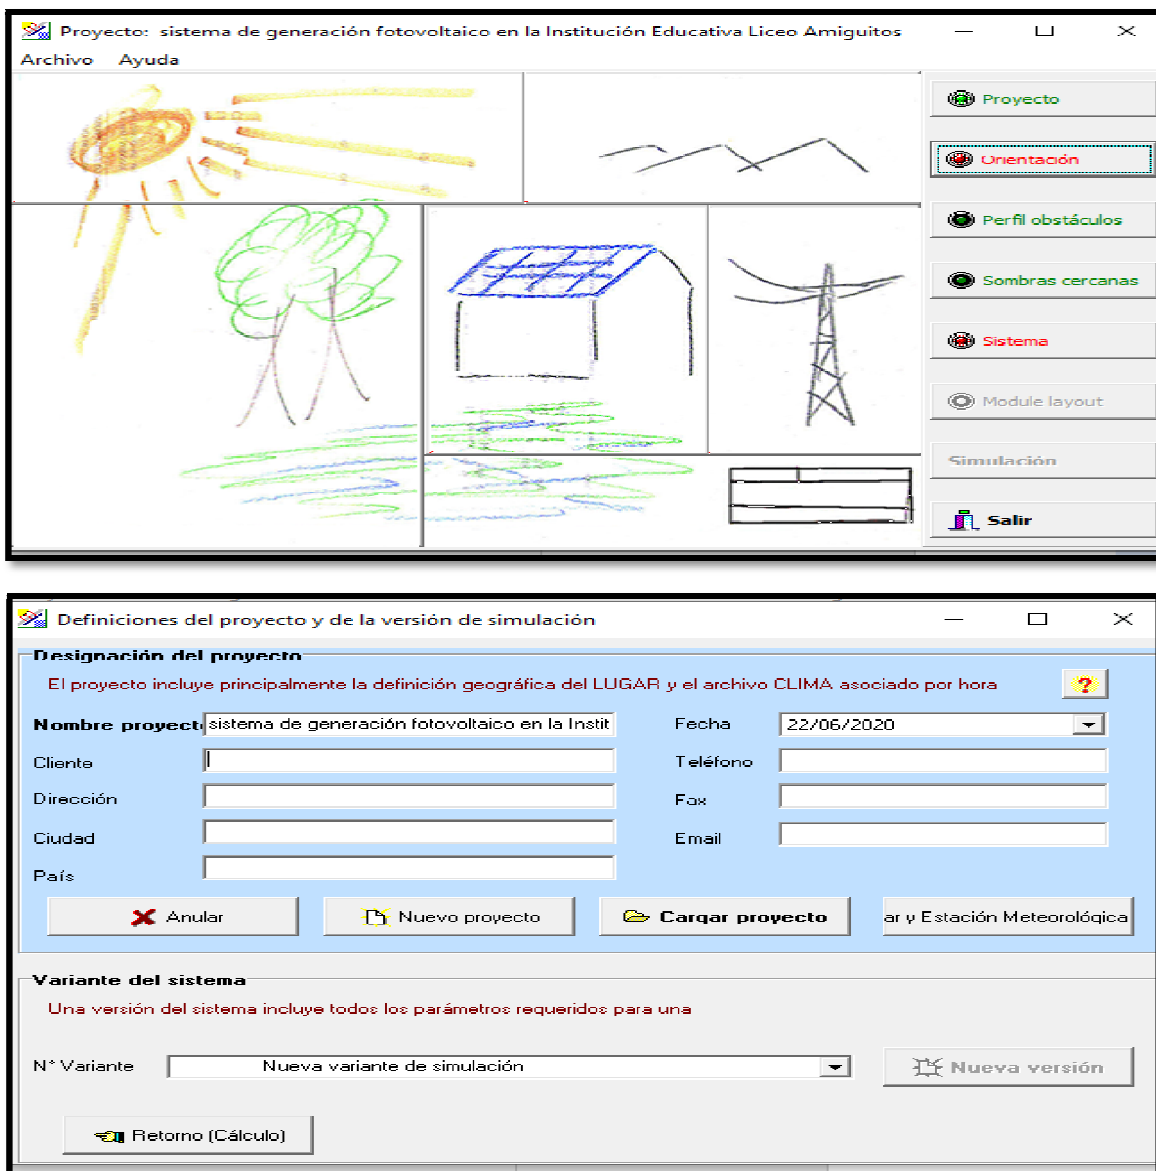 Proyecto: sistema de generación fotovoltaico en la Institución Educativa Liceo Amiguitos
Archivo Ayuda
Proyecto
Orientación
Perfil obstáculos
Sombras cercanas
Sistema
Module layout
Simulación
Salir
Definiciones del proyecto y de la versión de simulación
Designación del proyecto
El proyecto incluye principalmente la definición geográfica del LUGAR y el archivo CLIMA asociado por hora
?
Nombre proyect sistema de generación fotovoltaico en la Instit Fecha 22/06/2020
Cliente Teléfono
Dirección Fax
Ciudad Email
País
Anular Nuevo proyecto Cargar proyecto ar y Estación Meteorológica
Variante del sistema
Una versión del sistema incluye todos los parámetros requeridos para una
N° Variante Nueva variante de simulación Nueva versión
Retorno (Cálculo)